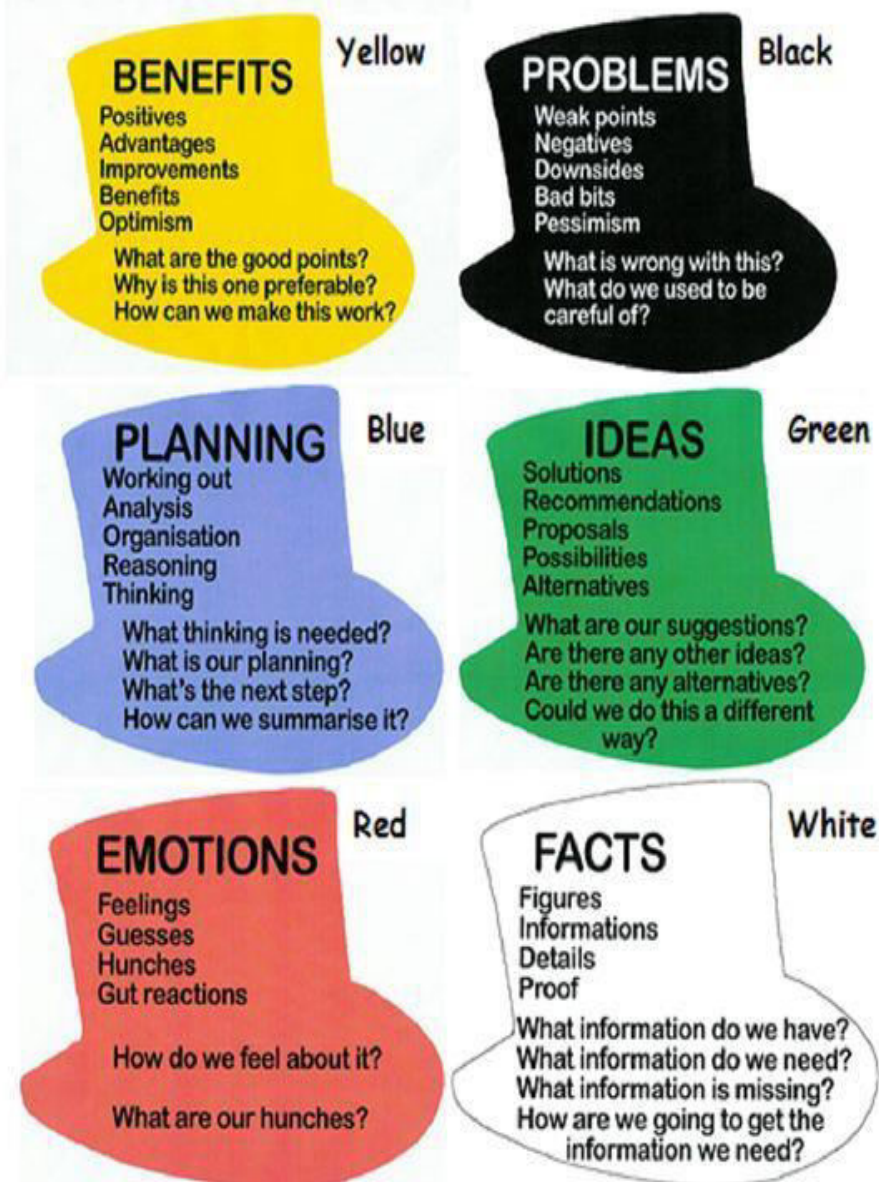 Yellow
BENEFITS
Positives
Advantages
Improvements
Benefits
Optimism
What are the good points?
Why is this one preferable?
How can we make this work?
Black
PROBLEMS
Weak points
Negatives
Downsides
Bad bits
Pessimism
What is wrong with this?
What do we used to be
careful of?
Blue
PLANNING
Working out
Analysis
Organisation
Reasoning
Thinking
What thinking is needed?
What is our planning?
What's the next step?
How can we summarise it?
Green
IDEAS
Solutions
Recommendations
Proposals
Possibilities
Alternatives
What are our suggestions?
Are there any other ideas?
Are there any alternatives?
Could we do this a different
way?
Red
EMOTIONS
Feelings
Guesses
Hunches
Gut reactions
How do we feel about it?
What are our hunches?
White
FACTS
Figures
Informations
Details
Proof
What information do we have?
What information do we need?
What information is missing?
How are we going to get the
information we need?